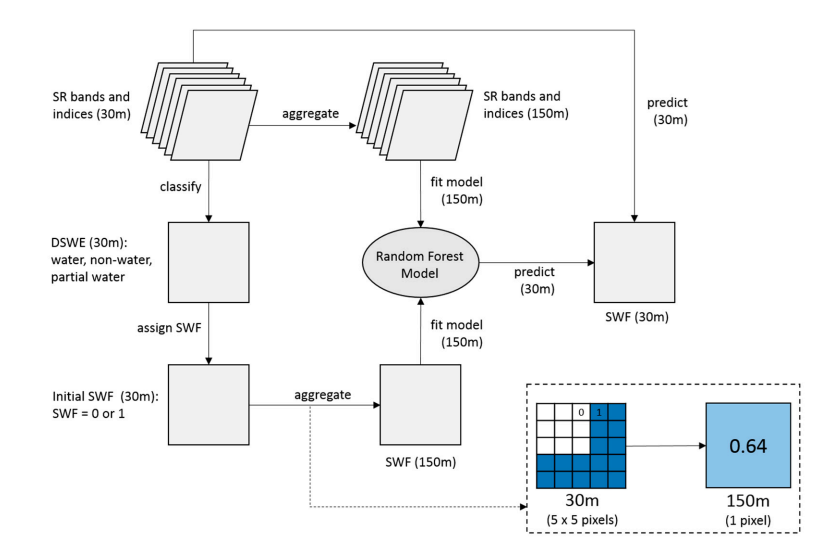 SR bands and
indices (30m)
aggregate
SR bands and
indices (150m)
predict
(30m)
classify
fit model
(150m)
DSWE (30m):
water, non-water,
partial water
Random Forest
Model
predict
(30m)
SWF (30m)
assign SWF
fit model
(150m)
Initial SWF (30m):
SWF = 0 or 1
aggregate
SWF (150m)
0 1
0.64
30m
(5 x 5 pixels)
150m
(1 pixel)